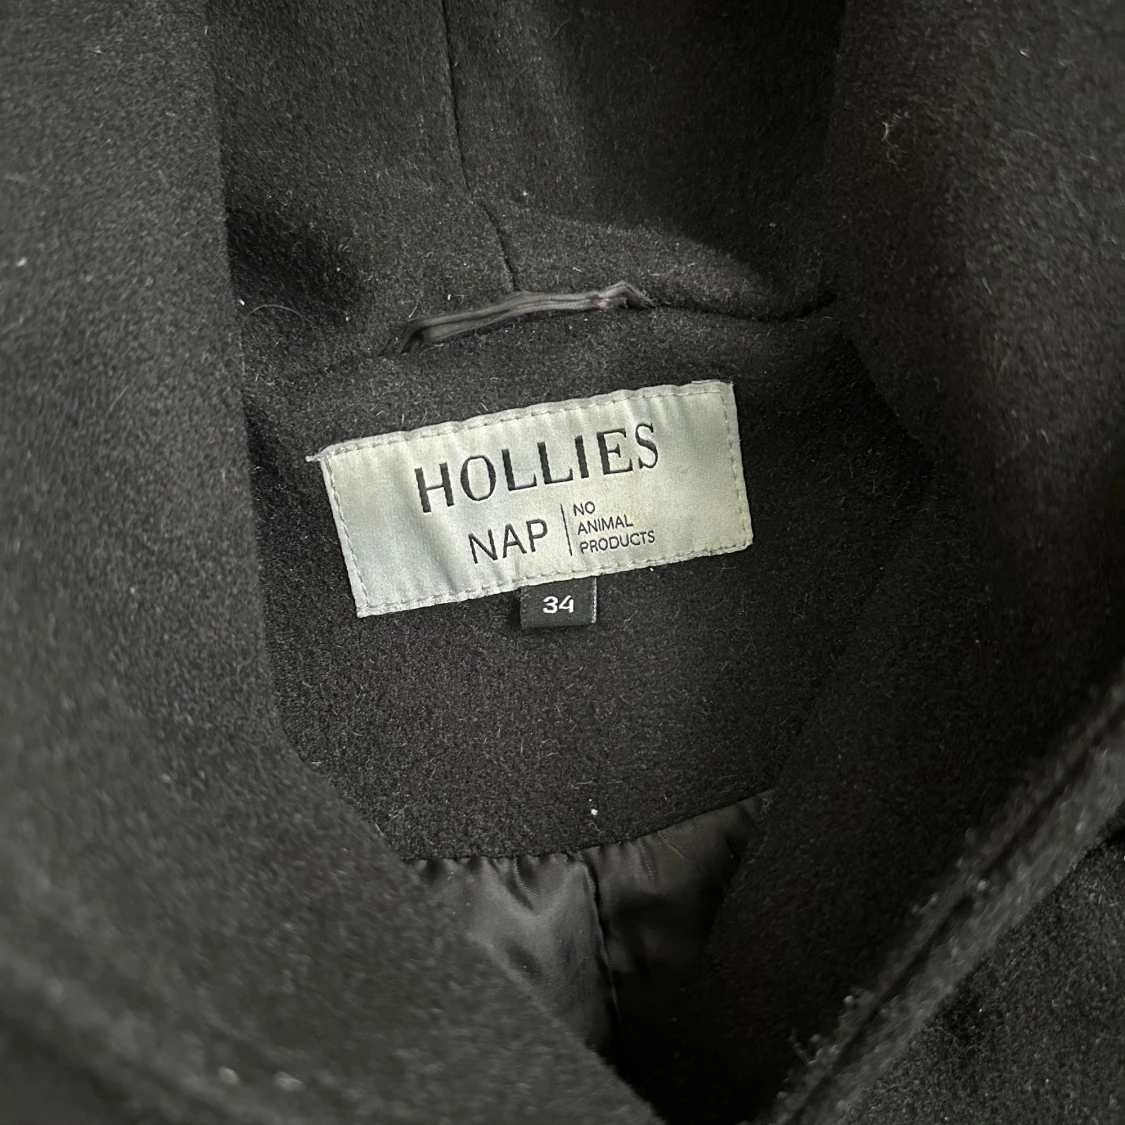 HOLLIES
NAP
NO
ANIMAL
PRODUCTS
34